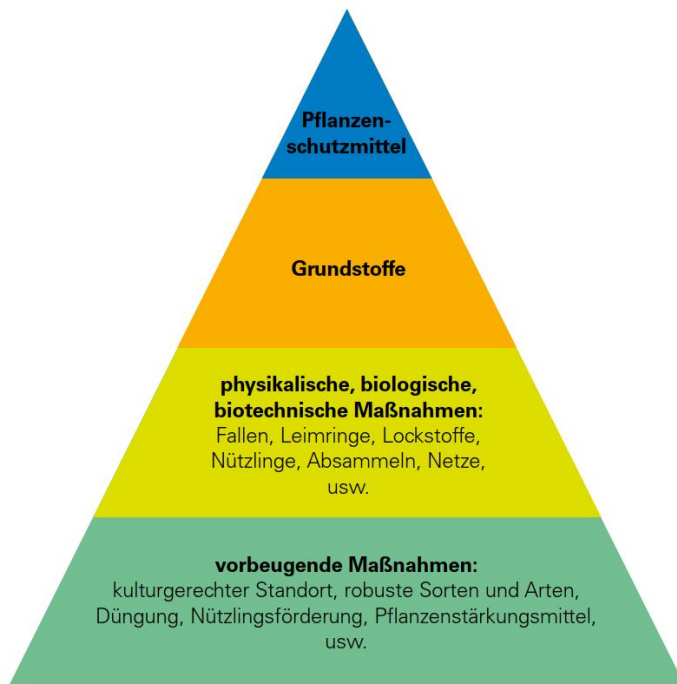 Pflanzen-
schutzmittel
Grundstoffe
physikalische, biologische,
biotechnische Maßnahmen:
Fallen, Leimringe, Lockstoffe,
Nützlinge, Absammeln, Netze,
usw.
vorbeugende Maßnahmen:
kulturgerechter Standort, robuste Sorten und Arten,
Düngung, Nützlingsförderung, Pflanzenstärkungsmittel,
usw.